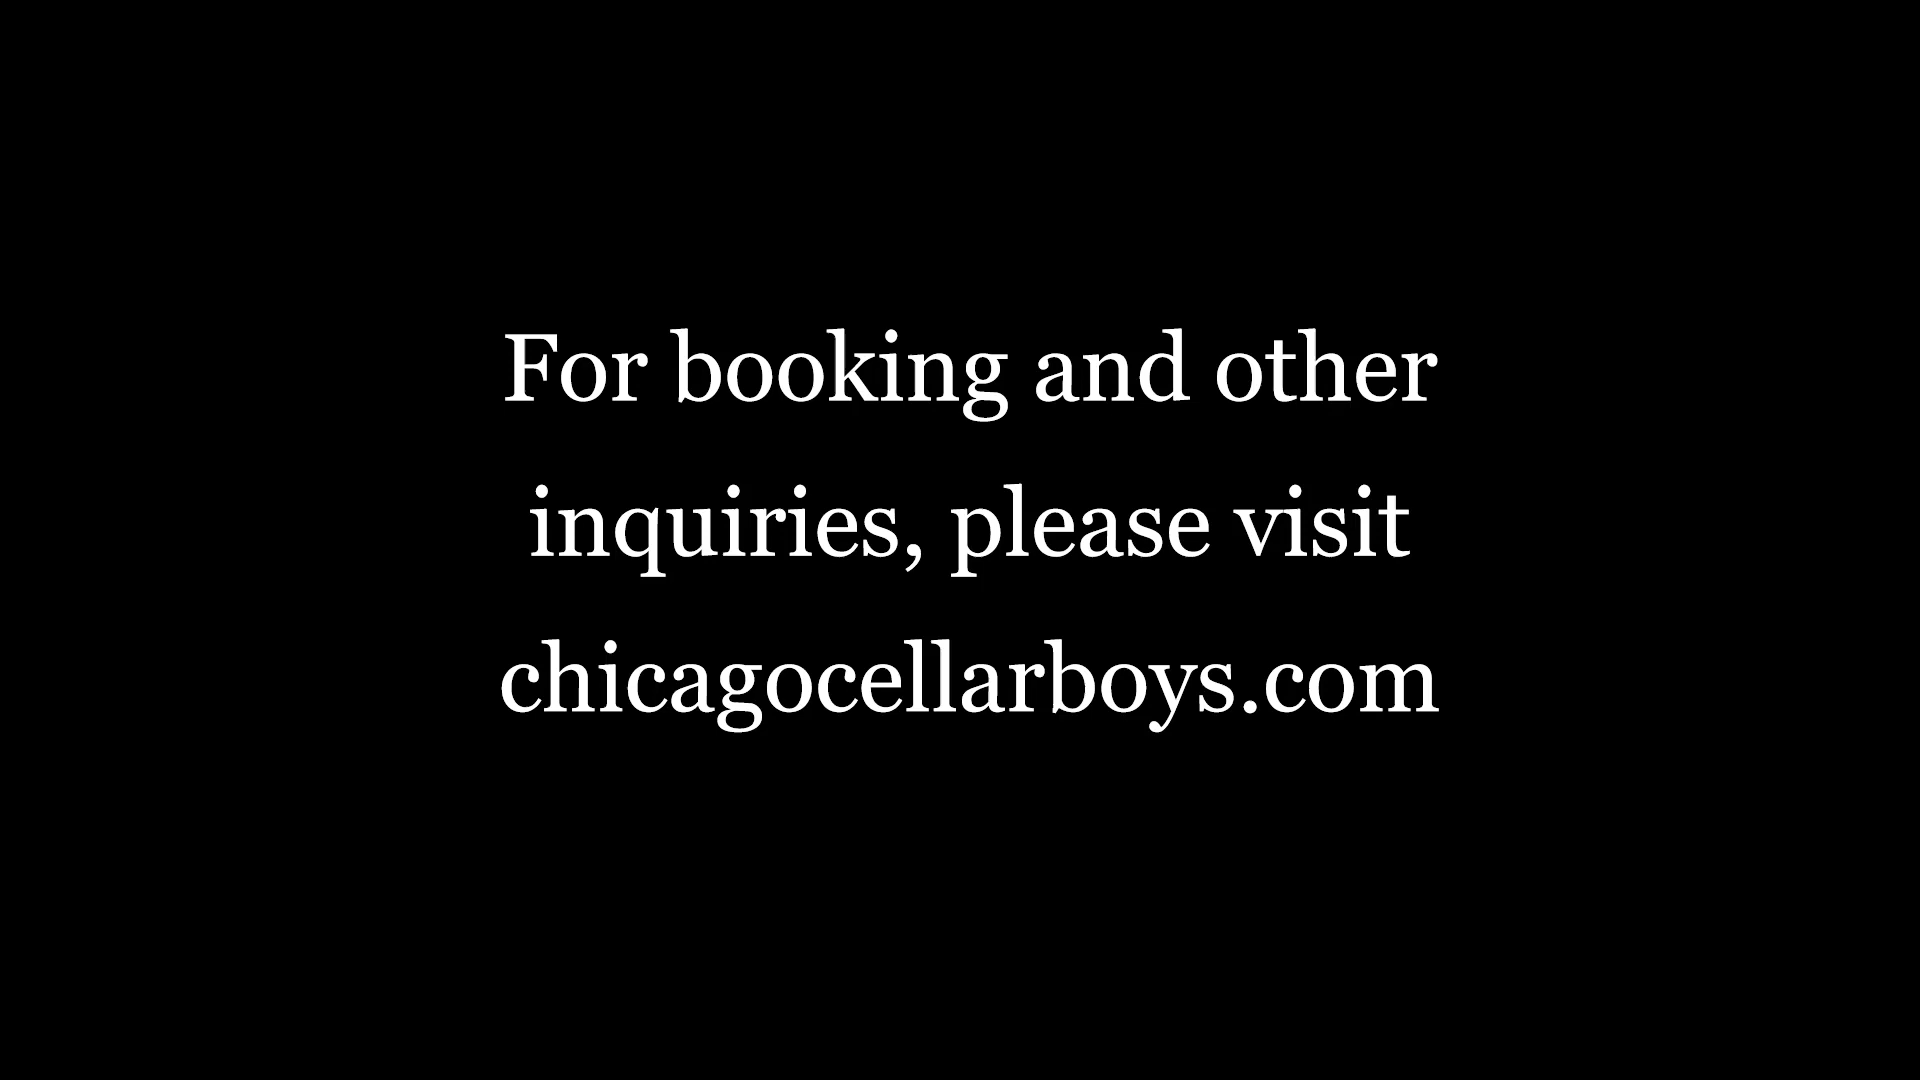 For booking and other
inquiries, please visit
chicagocellarboys.com